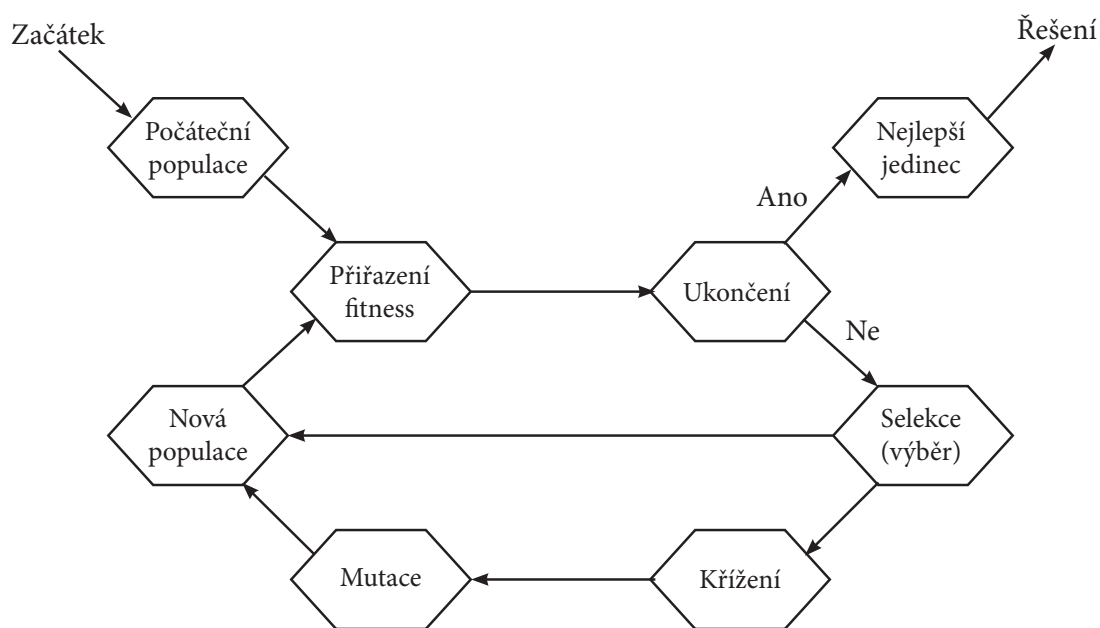 Začátek
Řešení
Počáteční
populace
Nejlepší
jedinec
Ano
Přiřazení
fitness
Ukončení
Ne
Nová
populace
Selekce
(výběr)
Mutace
Křížení